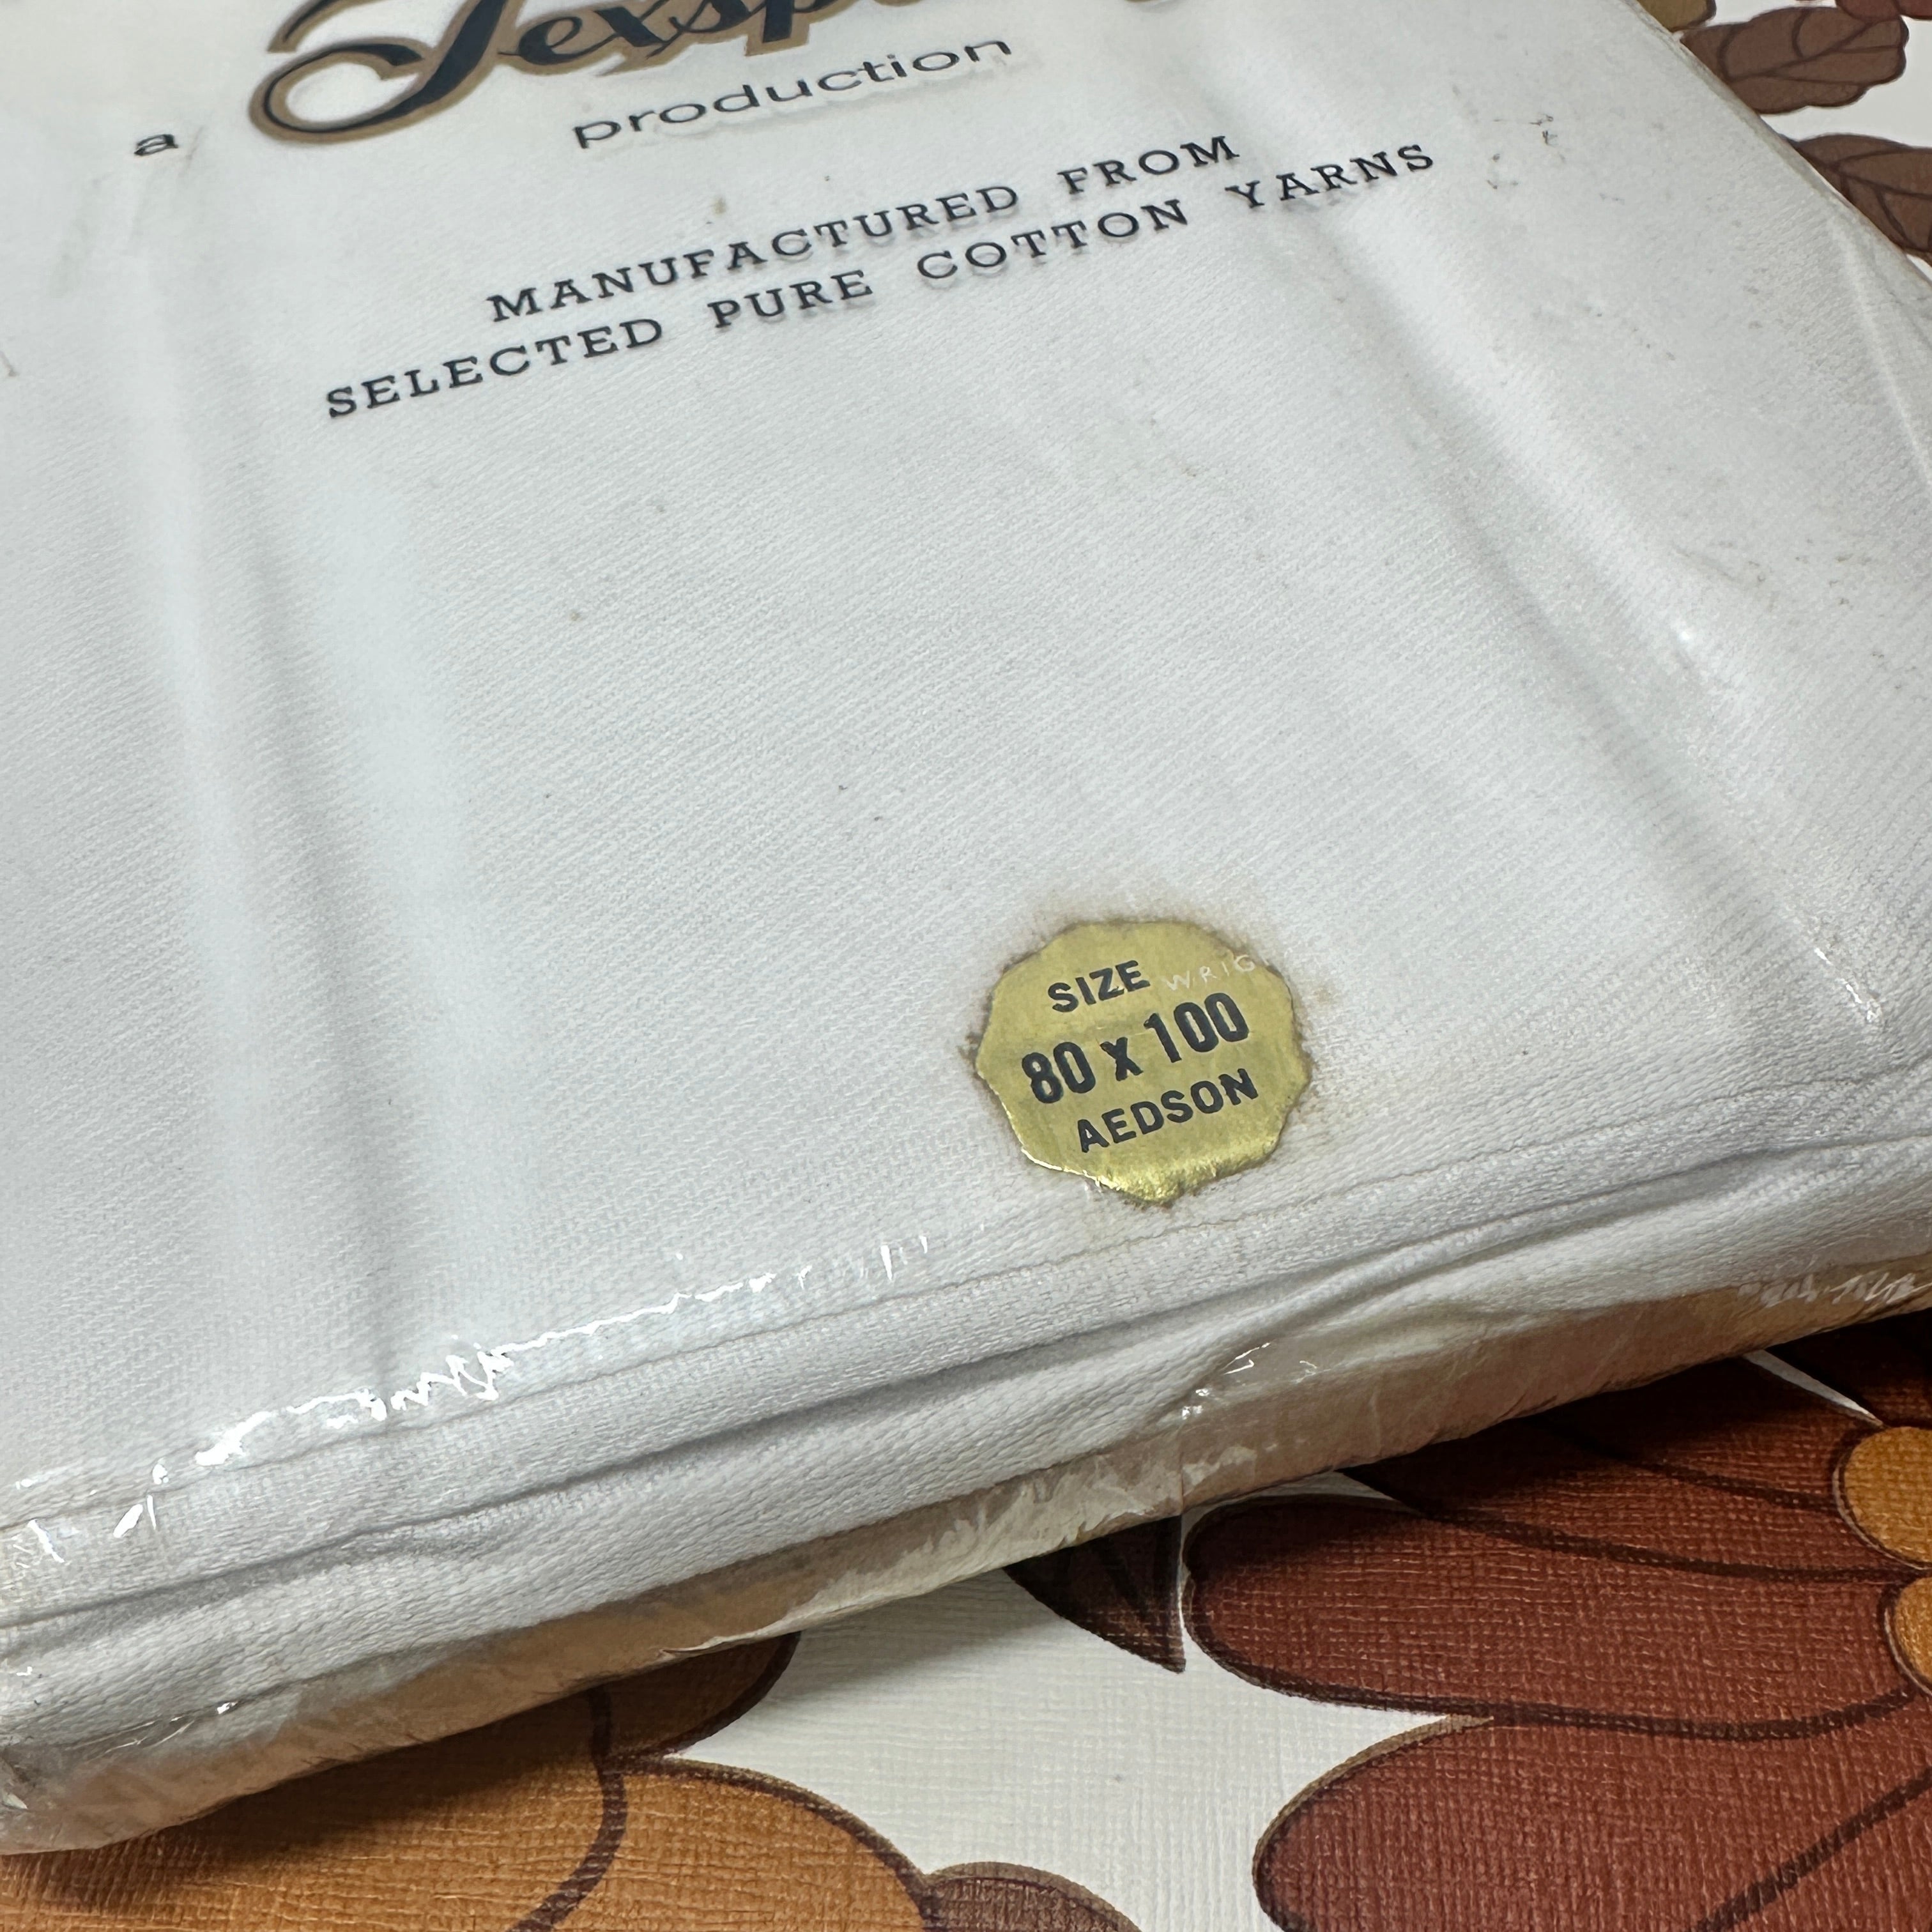 a
production
MANUFACTURED FROM
SELECTED PURE COTTON YARNS
SIZE
80 x 100
AEDSON